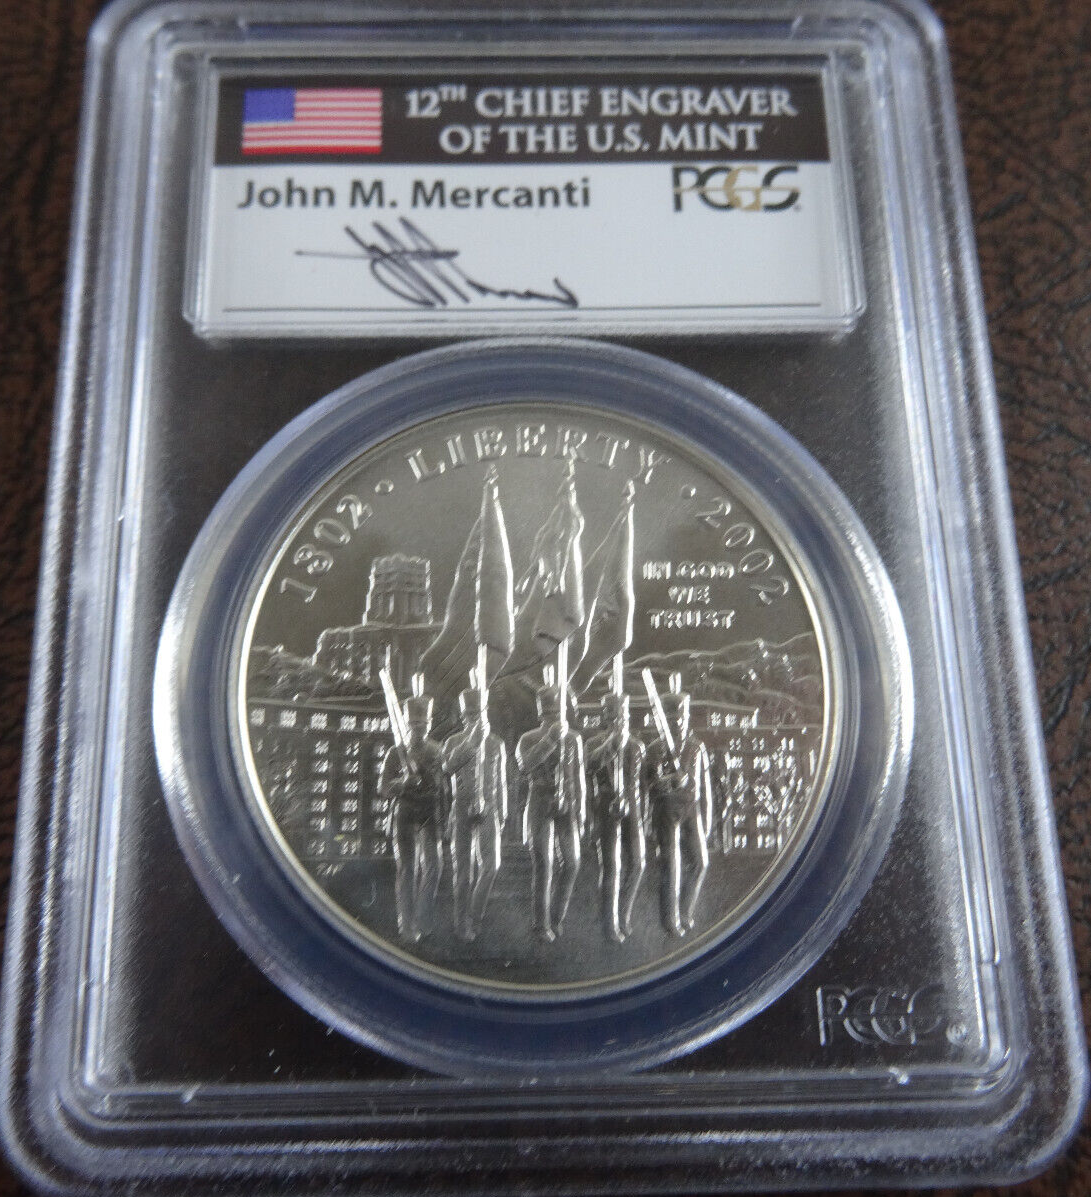 12TH CHIEF ENGRAVER
OF THE U.S. MINT
John M. Mercanti
PCGS
1802 · LIBERTY · 2002
IN GOD
WE
TRUST
PCGS